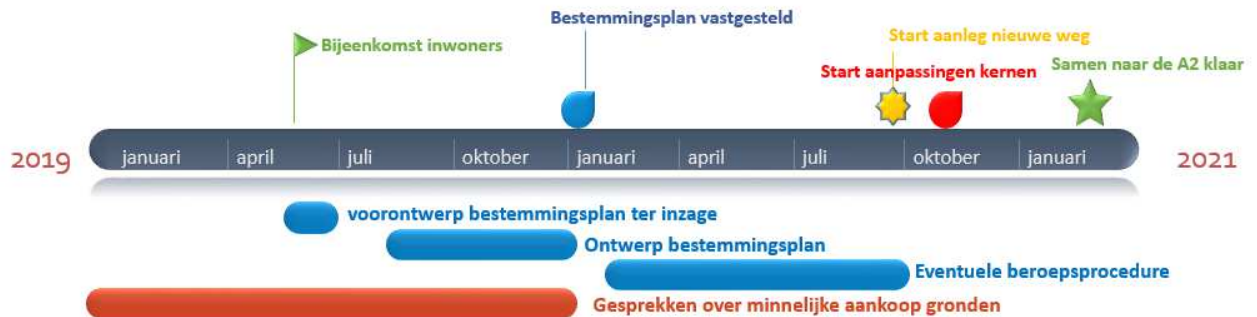 Bestemmingsplan vastgesteld
Bijeenkomst inwoners
Start aanleg nieuwe weg
Start aanpassingen kernen
Samen naar de A2 klaar
2019
januari
april
juli
oktober
januari
april
juli
oktober
januari
2021
voorontwerp bestemmingsplan ter inzage
Ontwerp bestemmingsplan
Eventuele beroepsprocedure
Gesprekken over minnelijke aankoop gronden